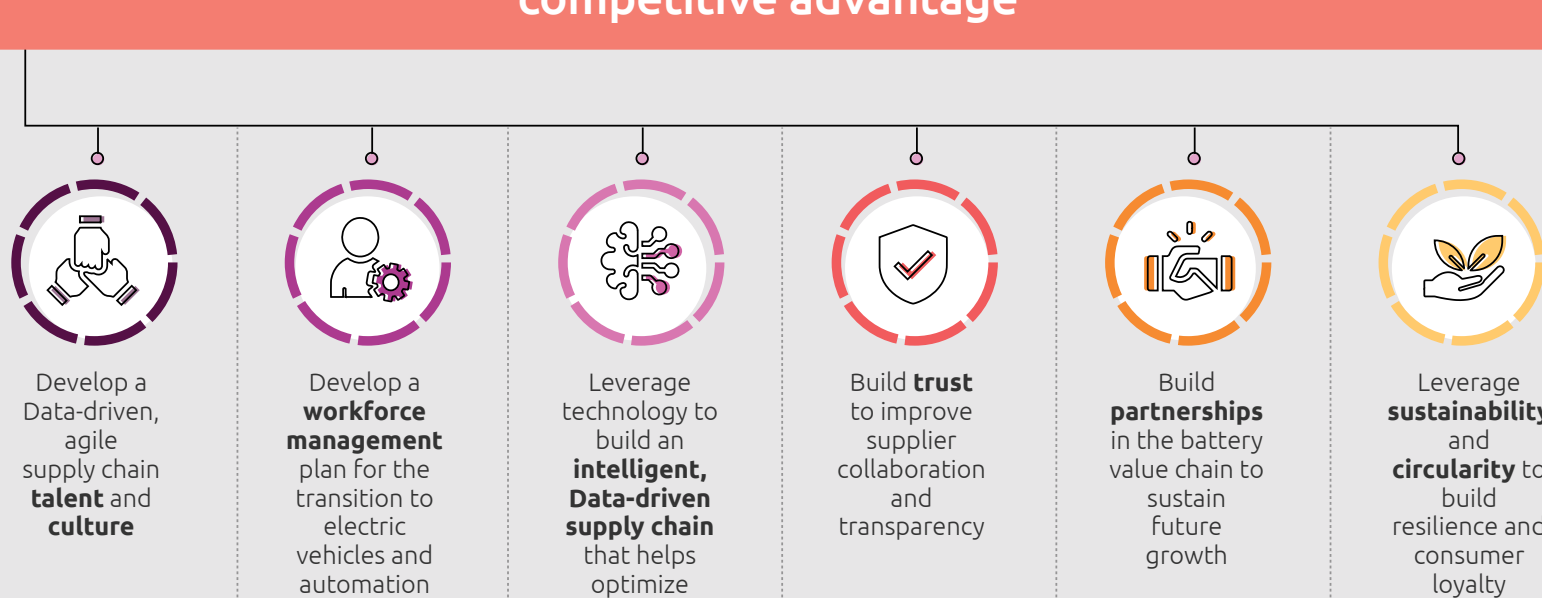 competitive advantage
Develop a
Data-driven,
agile
supply chain
talent and
culture
Develop a
workforce
management
plan for the
transition to
electric
vehicles and
automation
Leverage
technology to
build an
intelligent,
Data-driven
supply chain
that helps
optimize
Build trust
to improve
supplier
collaboration
and
transparency
Build
partnerships
in the battery
value chain to
sustain
future
growth
Leverage
sustainability
and
circularity to
build
resilience and
consumer
loyalty